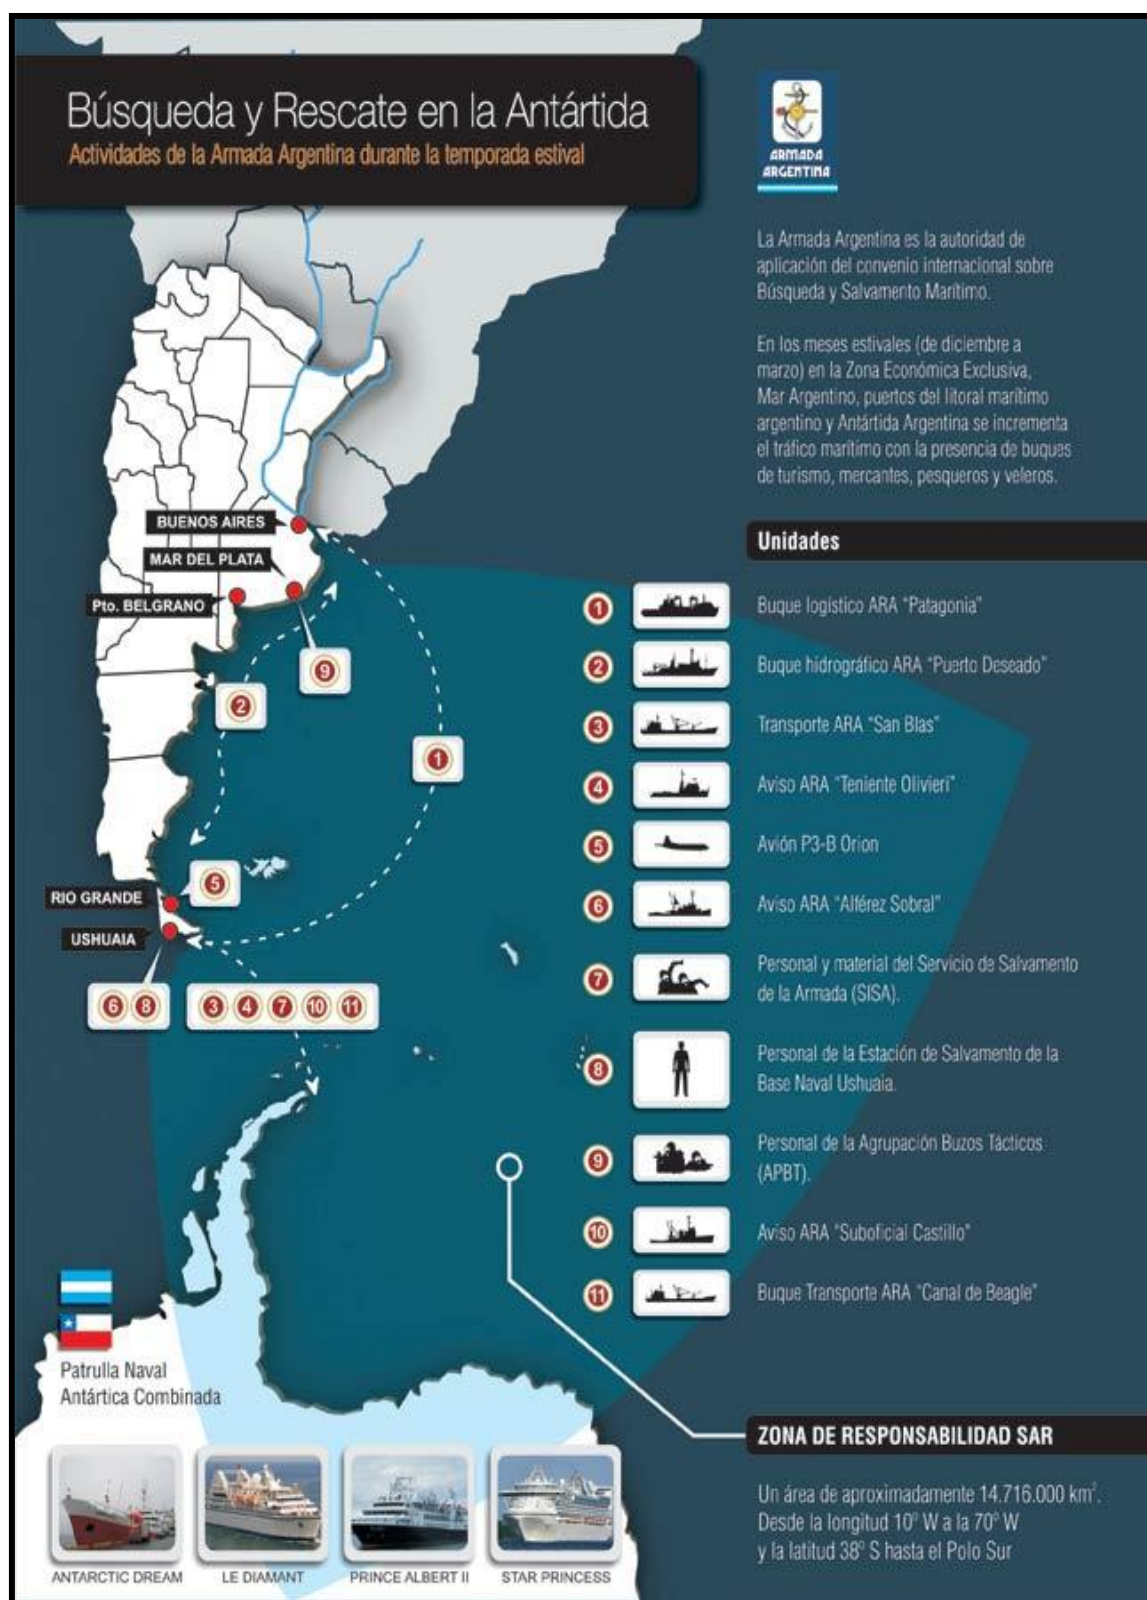 Búsqueda y Rescate en la Antártida
Actividades de la Armada Argentina durante la temporada estival
ARMADA
ARGENTINA
La Armada Argentina es la autoridad de
aplicación del convenio internacional sobre
Búsqueda y Salvamento Marítimo.
En los meses estivales (de diciembre a
marzo) en la Zona Económica Exclusiva,
Mar Argentino, puertos del litoral marítimo
argentino y Antártida Argentina se incrementa
el tráfico marítimo con la presencia de buques
de turismo, mercantes, pesqueros y veleros.
BUENOS AIRES
MAR DEL PLATA
Pto. BELGRANO
9
2
1
5
RIO GRANDE
USHUAIA
6 8
3 4 7 10 11
Unidades
1 Buque logístico ARA "Patagonia"
2 Buque hidrográfico ARA "Puerto Deseado"
3 Transporte ARA "San Blas"
4 Aviso ARA "Teniente Olivieri"
5 Avión P3-B Orion
6 Aviso ARA "Alférez Sobral"
7 Personal y material del Servicio de Salvamento
de la Armada (SISA).
8 Personal de la Estación de Salvamento de la
Base Naval Ushuaia.
9 Personal de la Agrupación Buzos Tácticos
(APBT).
10 Aviso ARA "Suboficial Castillo"
11 Buque Transporte ARA "Canal de Beagle"
Patrulla Naval
Antártica Combinada
ANTARCTIC DREAM
LE DIAMANT
PRINCE ALBERT II
STAR PRINCESS
ZONA DE RESPONSABILIDAD SAR
Un área de aproximadamente 14.716.000 km².
Desde la longitud 10º W a la 70º W
y la latitud 38º S hasta el Polo Sur